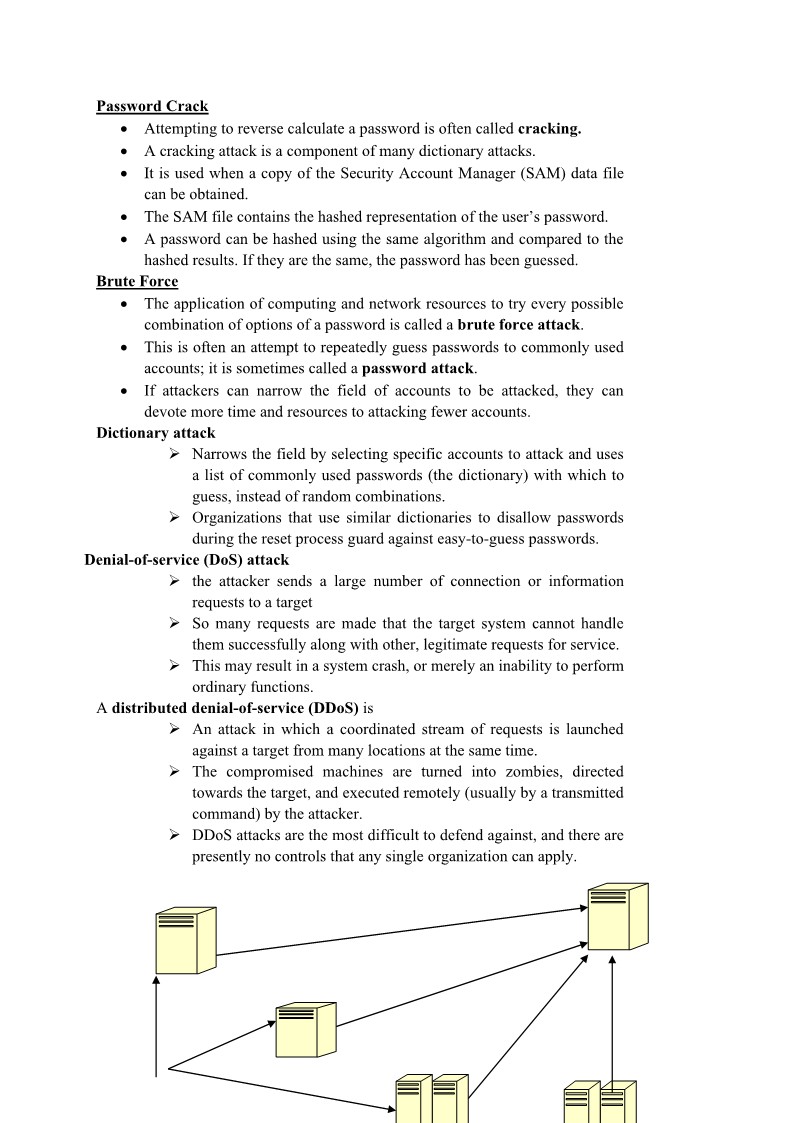 Password Crack
• Attempting to reverse calculate a password is often called cracking.
• A cracking attack is a component of many dictionary attacks.
• It is used when a copy of the Security Account Manager (SAM) data file
can be obtained.
• The SAM file contains the hashed representation of the user’s password.
• A password can be hashed using the same algorithm and compared to the
hashed results. If they are the same, the password has been guessed.
Brute Force
• The application of computing and network resources to try every possible
combination of options of a password is called a brute force attack.
• This is often an attempt to repeatedly guess passwords to commonly used
accounts; it is sometimes called a password attack.
• If attackers can narrow the field of accounts to be attacked, they can
devote more time and resources to attacking fewer accounts.
Dictionary attack
➢ Narrows the field by selecting specific accounts to attack and uses
a list of commonly used passwords (the dictionary) with which to
guess, instead of random combinations.
➢ Organizations that use similar dictionaries to disallow passwords
during the reset process guard against easy-to-guess passwords.
Denial-of-service (DoS) attack
➢ the attacker sends a large number of connection or information
requests to a target
➢ So many requests are made that the target system cannot handle
them successfully along with other, legitimate requests for service.
➢ This may result in a system crash, or merely an inability to perform
ordinary functions.
A distributed denial-of-service (DDoS) is
➢ An attack in which a coordinated stream of requests is launched
against a target from many locations at the same time.
➢ The compromised machines are turned into zombies, directed
towards the target, and executed remotely (usually by a transmitted
command) by the attacker.
➢ DDoS attacks are the most difficult to defend against, and there are
presently no controls that any single organization can apply.